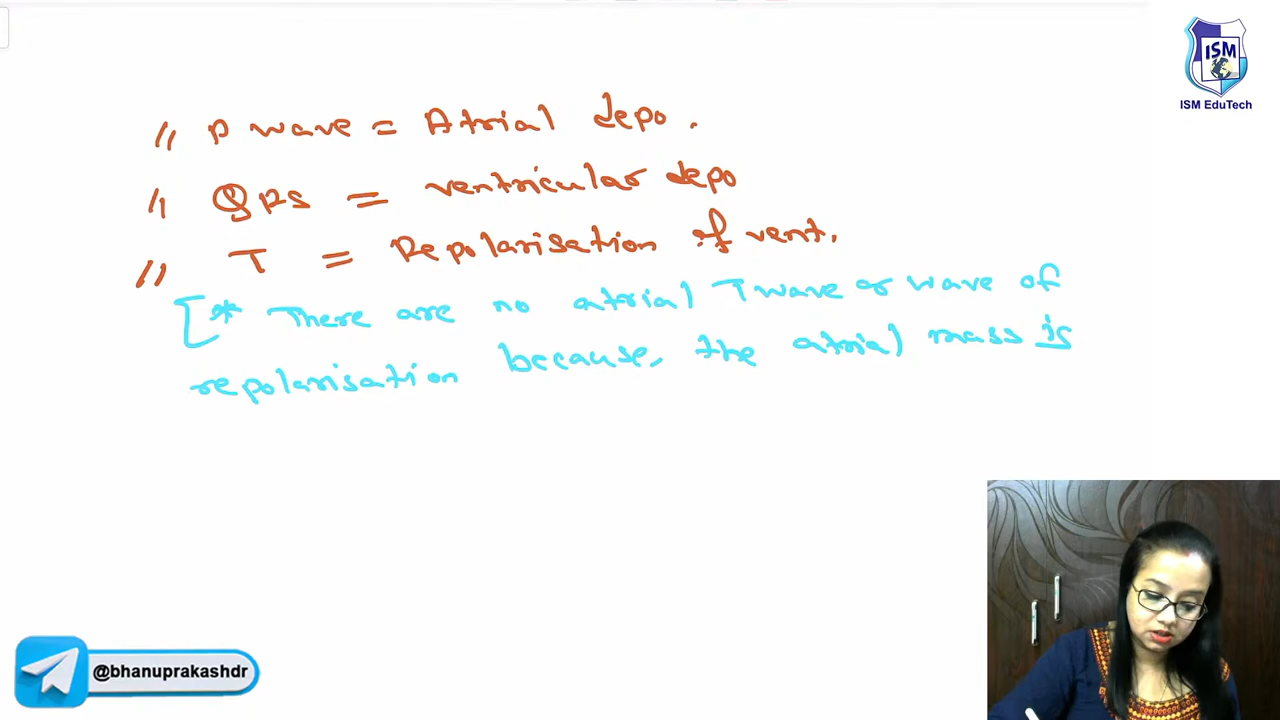 ISM
ISM EduTech
// P wave = Atrial depo.
// QRS = ventricular depo
// T = Repolarisation of vent.
[* There are no atrial T wave or wave of
repolarisation because, the atrial mass is
@bhanuprakashdr